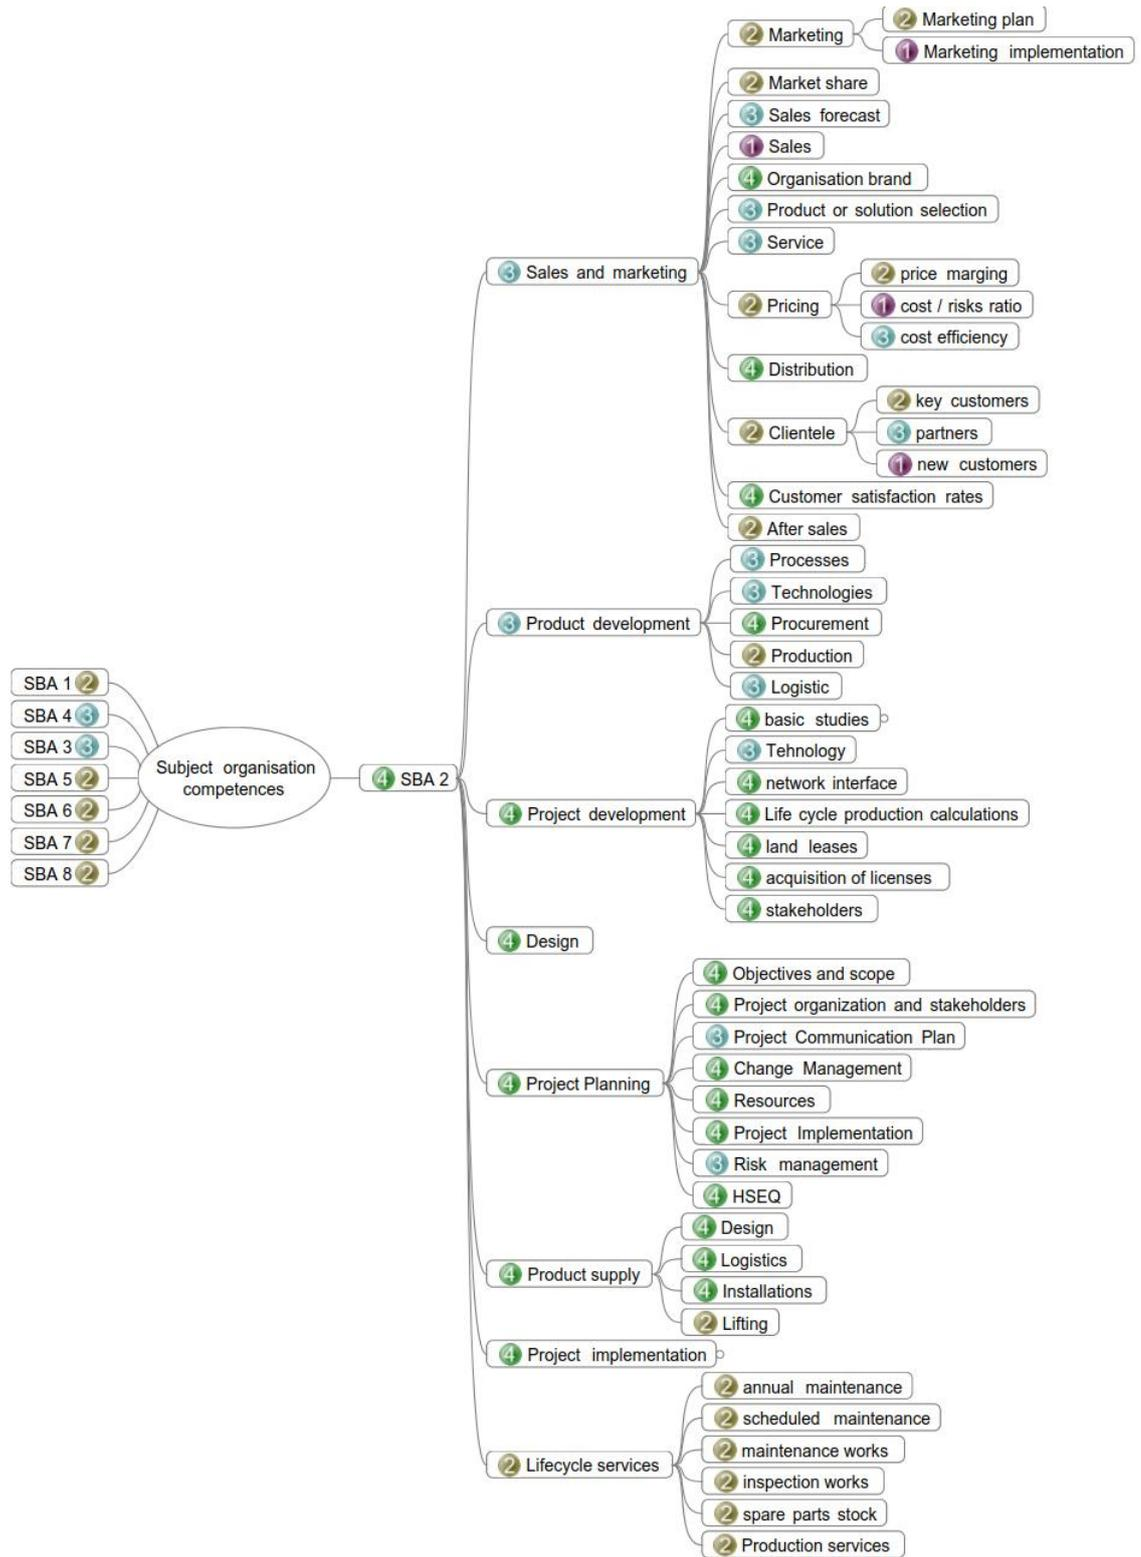 2 Marketing plan
2 Marketing
1 Marketing implementation
2 Market share
3 Sales forecast
1 Sales
4 Organisation brand
3 Product or solution selection
3 Service
3 Sales and marketing
2 price marging
2 Pricing
1 cost / risks ratio
3 cost efficiency
4 Distribution
2 key customers
2 Clientele
3 partners
1 new customers
4 Customer satisfaction rates
2 After sales
3 Processes
3 Technologies
3 Product development
4 Procurement
2 Production
3 Logistic
SBA 1 2
SBA 4 3
SBA 3 3
SBA 5 2
SBA 6 2
SBA 7 2
SBA 8 2
Subject organisation
competences
4 SBA 2
4 basic studies
3 Tehnology
4 network interface
4 Project development
4 Life cycle production calculations
4 land leases
4 acquisition of licenses
4 stakeholders
4 Design
4 Objectives and scope
4 Project organization and stakeholders
3 Project Communication Plan
4 Change Management
4 Project Planning
4 Resources
4 Project Implementation
3 Risk management
4 HSEQ
4 Design
4 Logistics
4 Product supply
4 Installations
2 Lifting
4 Project implementation
2 annual maintenance
2 scheduled maintenance
2 maintenance works
2 Lifecycle services
2 inspection works
2 spare parts stock
2 Production services